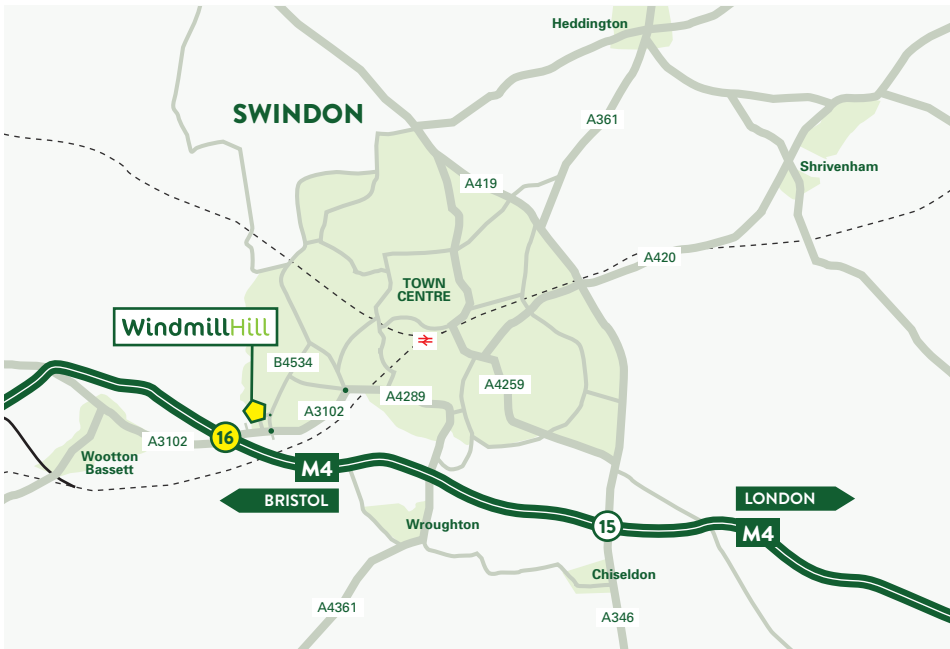 Heddington
SWINDON
A361
Shrivenham
A419
A420
TOWN
CENTRE
WindmillHill
B4534
A4259
A4289
A3102
16
A3102
Wootton
Bassett
M4
BRISTOL
LONDON
Wroughton
15
M4
Chiseldon
A4361
A346